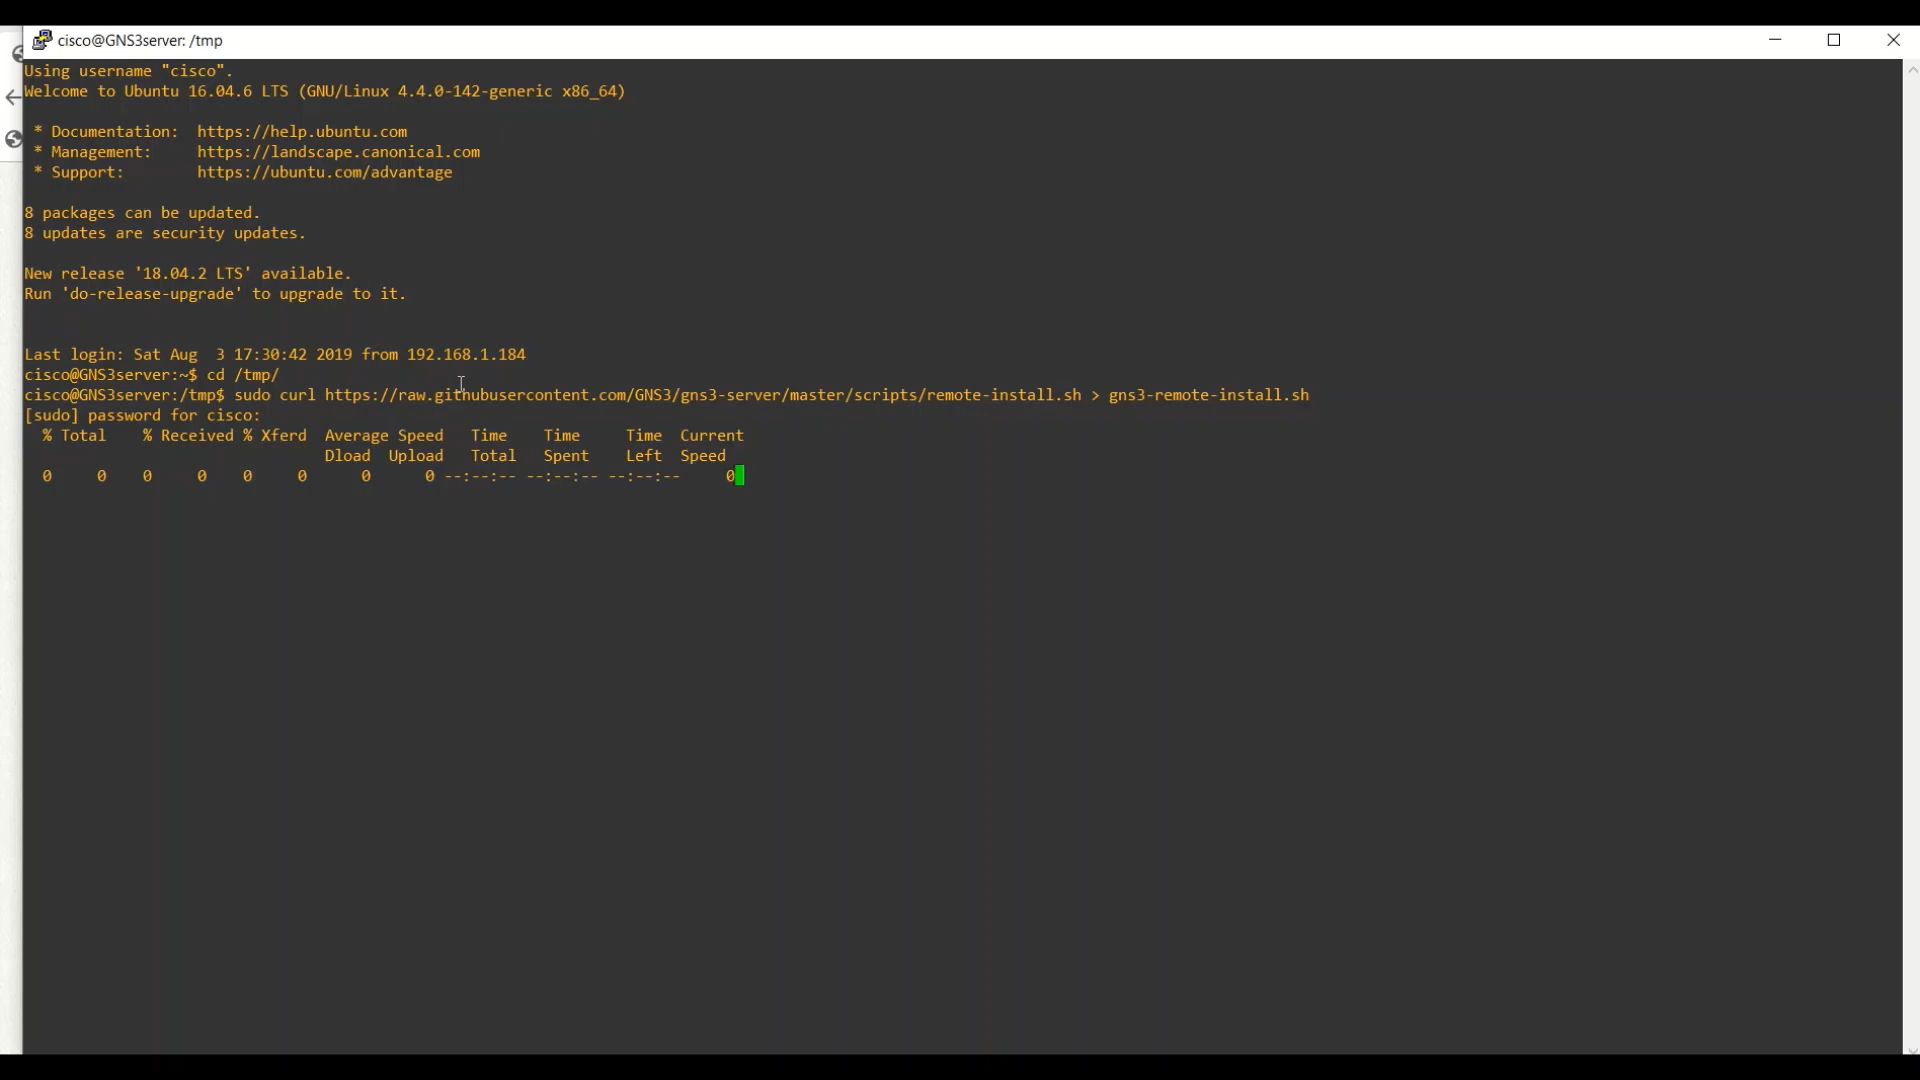 cisco@GNS3server: /tmp
Using username "cisco".
Welcome to Ubuntu 16.04.6 LTS (GNU/Linux 4.4.0-142-generic x86_64)
* Documentation:  https://help.ubuntu.com
* Management:     https://landscape.canonical.com
* Support:        https://ubuntu.com/advantage
8 packages can be updated.
8 updates are security updates.
New release '18.04.2 LTS' available.
Run 'do-release-upgrade' to upgrade to it.
Last login: Sat Aug  3 17:30:42 2019 from 192.168.1.184
cisco@GNS3server:~$ cd /tmp/
cisco@GNS3server:/tmp$ sudo curl https://raw.githubusercontent.com/GNS3/gns3-server/master/scripts/remote-install.sh > gns3-remote-install.sh
[sudo] password for cisco:
% Total    % Received % Xferd  Average Speed   Time    Time     Time  Current
Dload  Upload   Total   Spent    Left  Speed
0     0    0     0    0     0      0      0 --:--:-- --:--:-- --:--:--     0